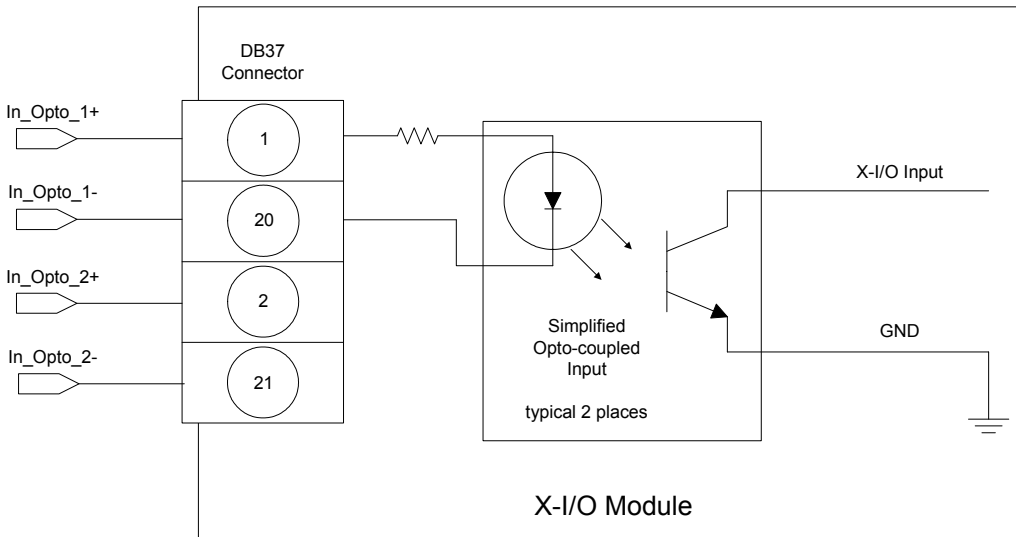 DB37
Connector
In_Opto_1+
1
In_Opto_1-
20
In_Opto_2+
2
In_Opto_2-
21
X-I/O Input
GND
Simplified
Opto-coupled
Input
typical 2 places
X-I/O Module